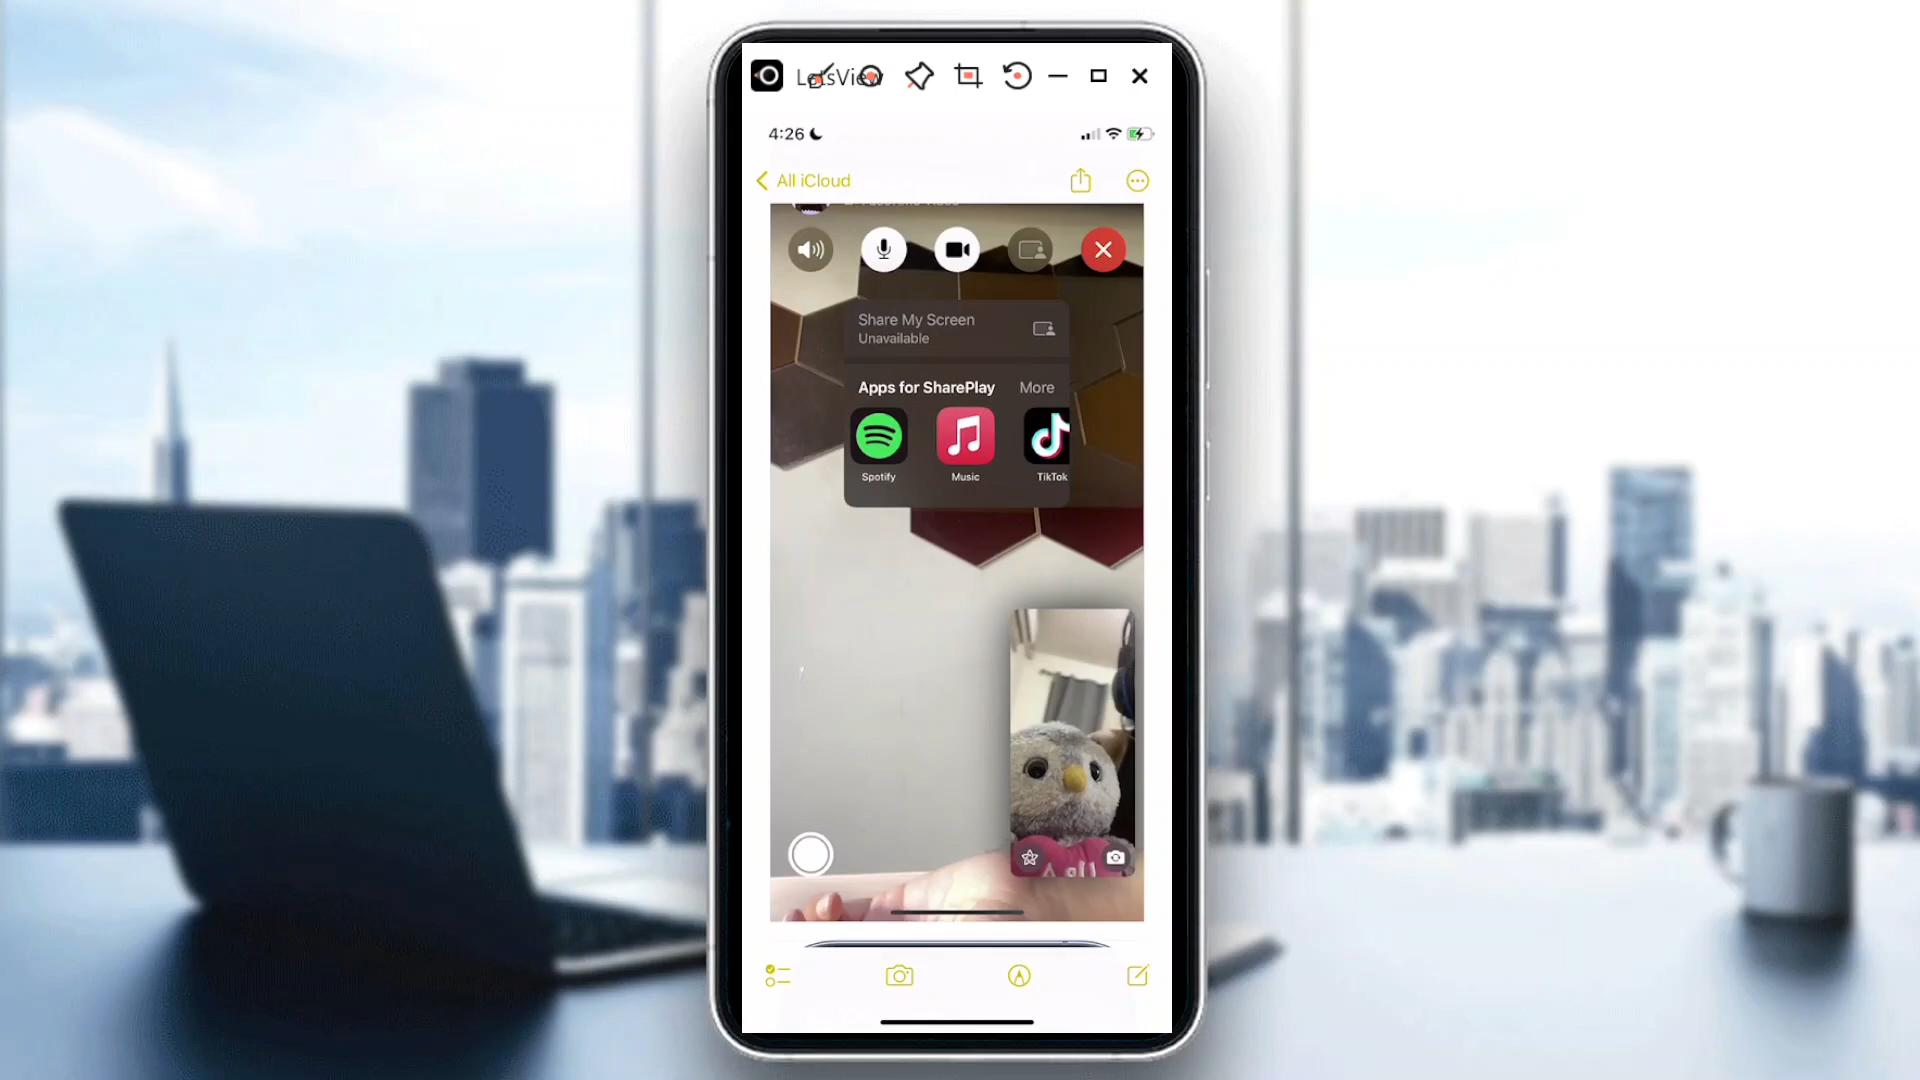 LetsView
4:26
All iCloud
Share My Screen
Unavailable
Apps for SharePlay
More
Spotify
Music
TikTok